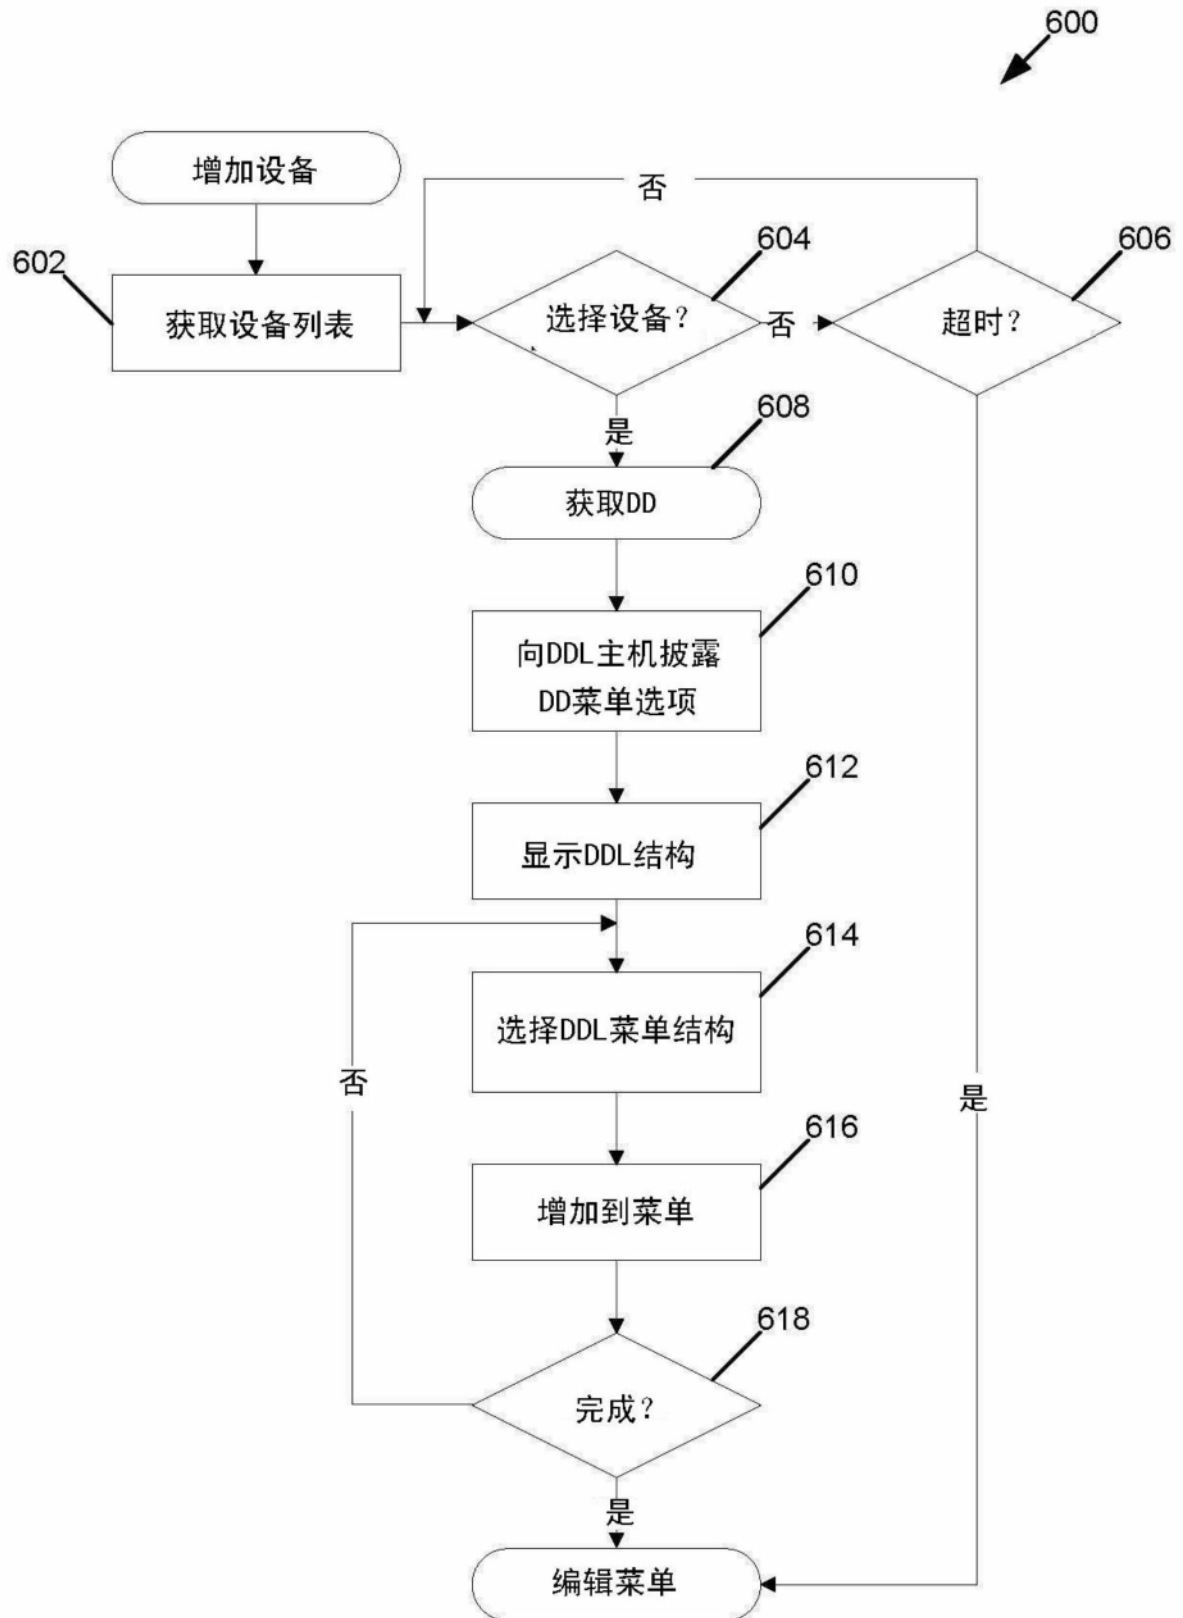 600
增加设备
否
602
604
606
获取设备列表
选择设备？
否
超时？
是
608
获取DD
610
向DDL主机披露
DD菜单选项
612
显示DDL结构
614
选择DDL菜单结构
否
是
616
增加到菜单
618
完成？
是
编辑菜单